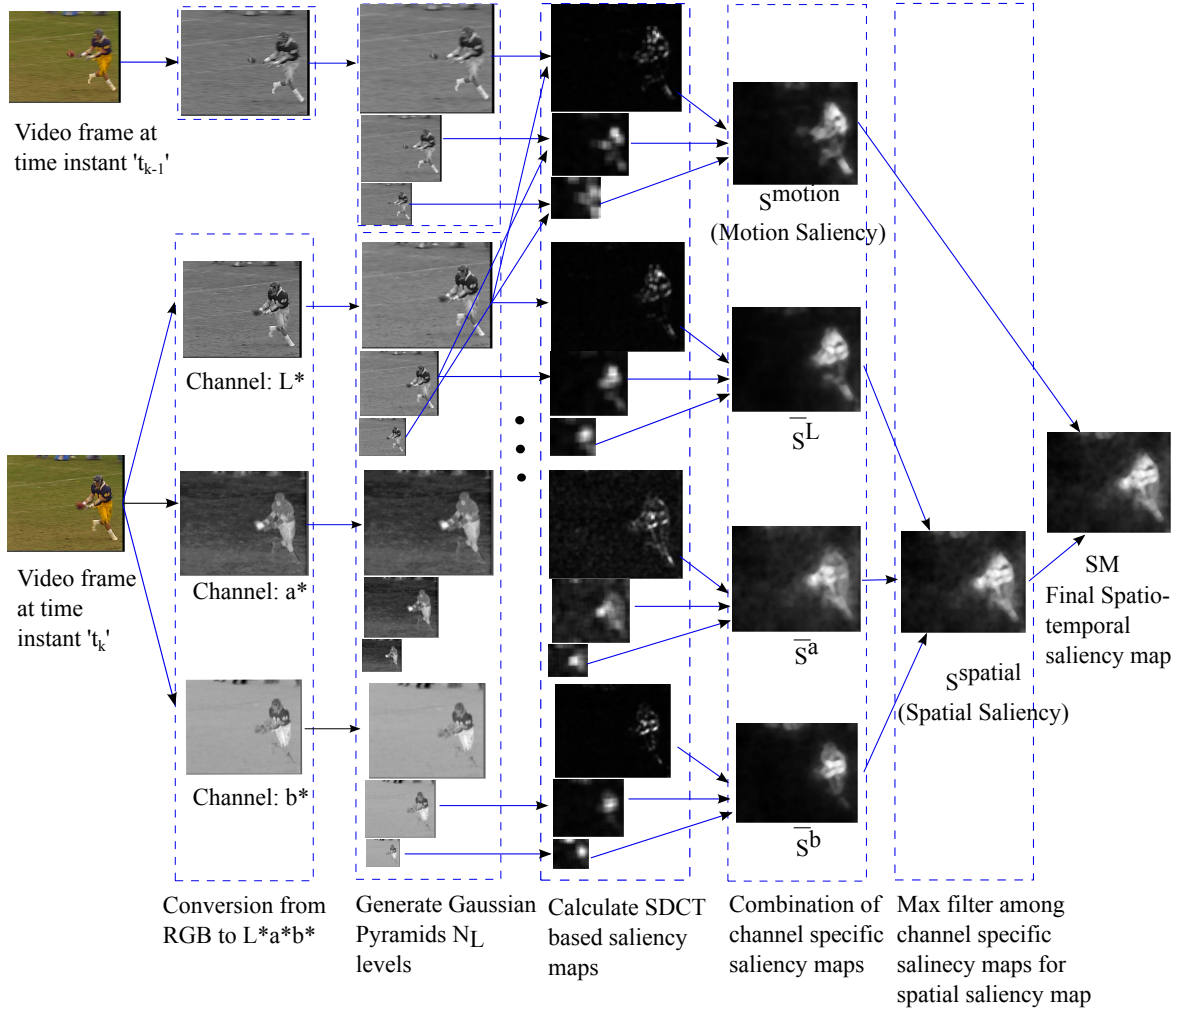 Video frame at
time instant 't_{k-1}'
S^{motion}
(Motion Saliency)
Channel: L*
S̅^L
Video frame
at time
instant 't_k'
Channel: a*
S̅^a
SM
Final Spatio-
temporal
saliency map
S^{spatial}
(Spatial Saliency)
Channel: b*
S̅^b
Conversion from
RGB to L*a*b*
Generate Gaussian
Pyramids N_L
levels
Calculate SDCT
based saliency
maps
Combination of
channel specific
saliency maps
Max filter among
channel specific
salinecy maps for
spatial saliency map